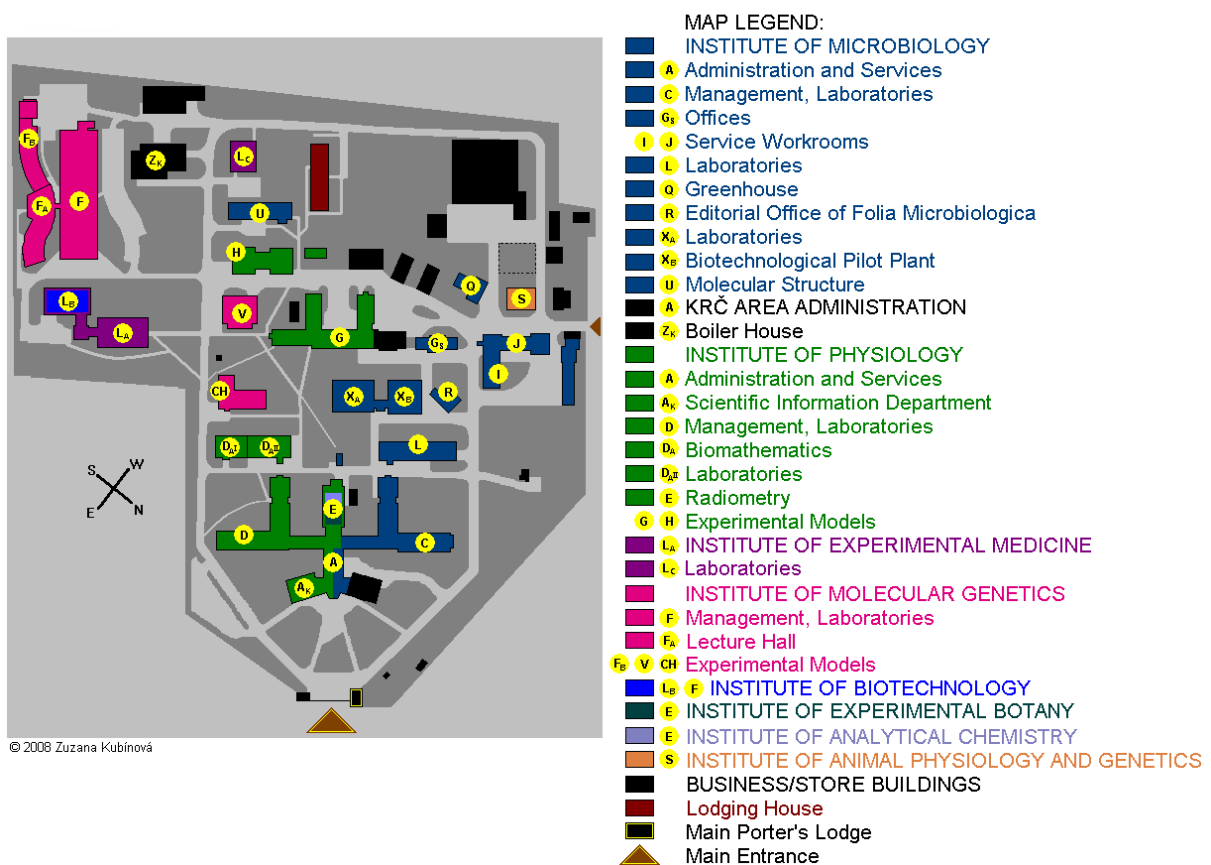 MAP LEGEND:
INSTITUTE OF MICROBIOLOGY
A Administration and Services
C Management, Laboratories
Gs Offices
I J Service Workrooms
L Laboratories
Q Greenhouse
R Editorial Office of Folia Microbiologica
XA Laboratories
XB Biotechnological Pilot Plant
U Molecular Structure
A KRČ AREA ADMINISTRATION
ZK Boiler House
INSTITUTE OF PHYSIOLOGY
A Administration and Services
AK Scientific Information Department
D Management, Laboratories
DA Biomathematics
DAII Laboratories
E Radiometry
G H Experimental Models
LA INSTITUTE OF EXPERIMENTAL MEDICINE
LC Laboratories
INSTITUTE OF MOLECULAR GENETICS
F Management, Laboratories
FA Lecture Hall
FB V CH Experimental Models
LB F INSTITUTE OF BIOTECHNOLOGY
E INSTITUTE OF EXPERIMENTAL BOTANY
E INSTITUTE OF ANALYTICAL CHEMISTRY
S INSTITUTE OF ANIMAL PHYSIOLOGY AND GENETICS
BUSINESS/STORE BUILDINGS
Lodging House
Main Porter's Lodge
Main Entrance
FB
ZK
LC
FA
F
U
H
LB
Q
S
V
LA
G
Gs
J
I
CH
XA
XB
R
DAI
DAII
L
S
W
E
N
E
D
C
A
AK
© 2008 Zuzana Kubínová